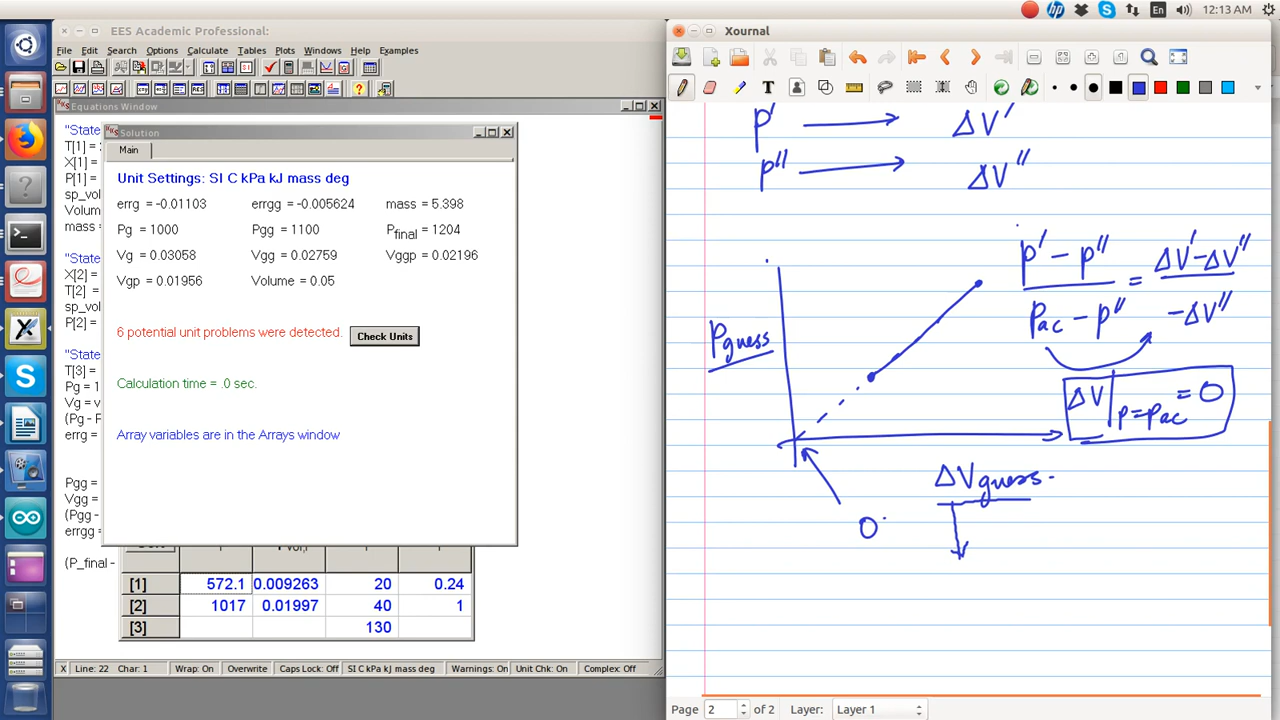 En 12:13 AM
EES Academic Professional:
File Edit Search Options Calculate Tables Plots Windows Help Examples
Equations Window
"State
T[1] =
X[1] =
P[1] =
sp_vol
Volume
mass =
"State
X[2] =
T[2] =
sp_vol
P[2] =
"State
T[3] =
Pg = 1
Vg = v
(Pg - P
errg =
Pgg =
Vgg =
(Pgg -
errgg =
(P_final -
Solution
Main
Unit Settings: SI C kPa kJ mass deg
errg = -0.01103 errgg = -0.005624 mass = 5.398
Pg = 1000 Pgg = 1100 Pfinal = 1204
Vg = 0.03058 Vgg = 0.02759 Vggp = 0.02196
Vgp = 0.01956 Volume = 0.05
6 potential unit problems were detected. Check Units
Calculation time = .0 sec.
Array variables are in the Arrays window
[1] 572.1 0.009263 20 0.24
[2] 1017 0.01997 40 1
[3] 130
X Line: 22 Char: 1 Wrap: On Overwrite Caps Lock: Off SI C kPa kJ mass deg Warnings: On Unit Chk: On Complex: Off
Xournal
P' → ΔV'
P'' → ΔV''
P' - P'' / Pac - P'' = ΔV' - ΔV'' / -ΔV''
Pguess
ΔV | P=Pac = 0
ΔVguess
0
Page 2 of 2 Layer: Layer 1